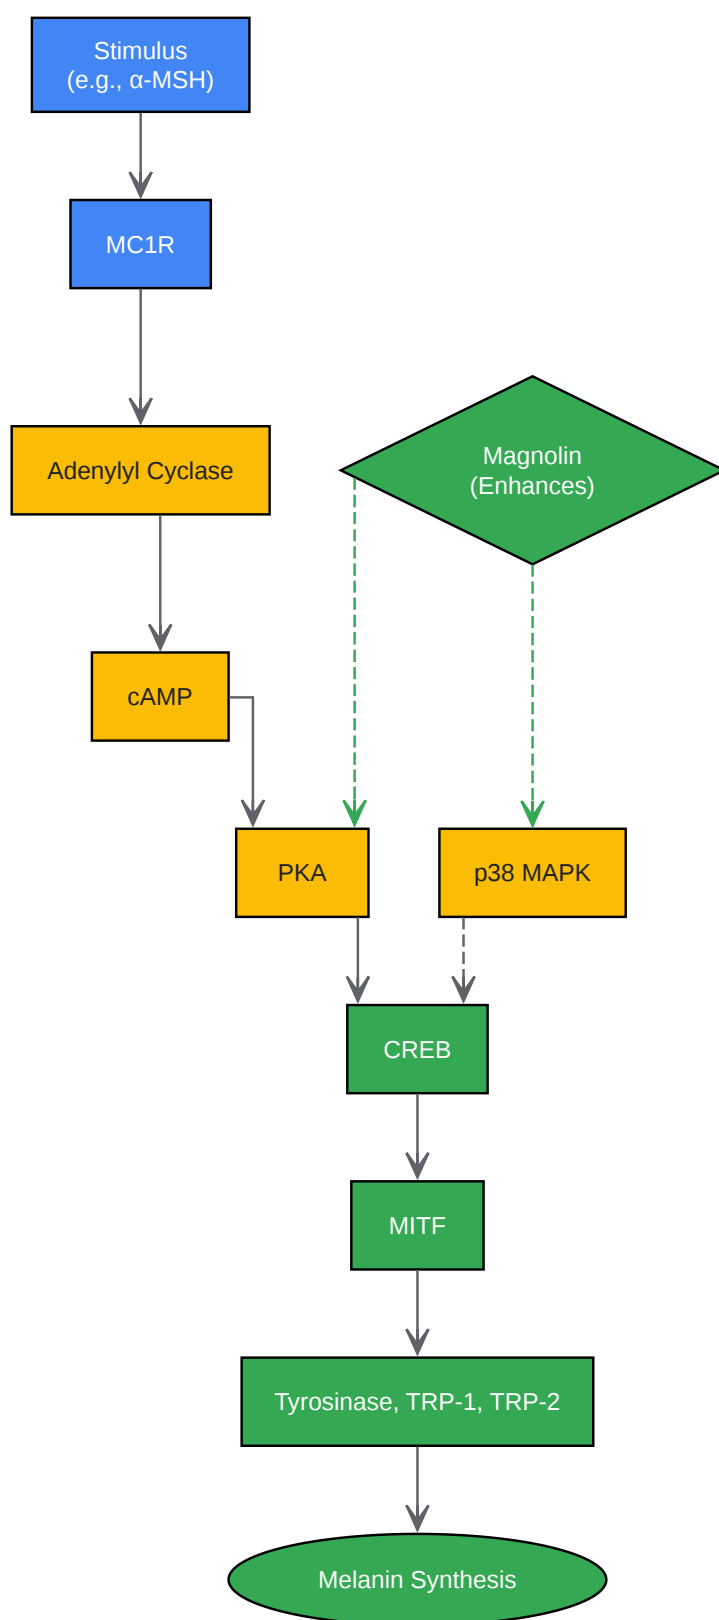 Stimulus
(e.g., α-MSH)
MC1R
Adenylyl Cyclase
Magnolin
(Enhances)
cAMP
PKA
p38 MAPK
CREB
MITF
Tyrosinase, TRP-1, TRP-2
Melanin Synthesis